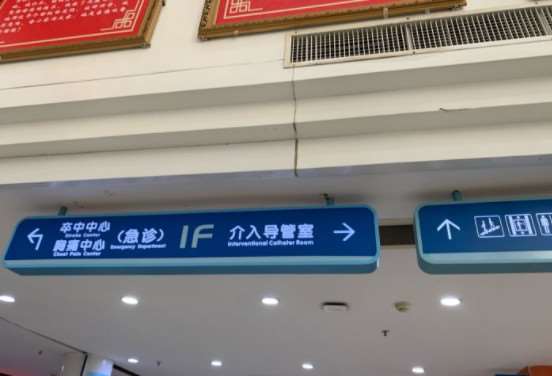 卒中中心
Stroke Center
胸痛中心
Chest Pain Center
（急诊）
Emergency Department
1F
介入导管室
Interventional Catheter Room